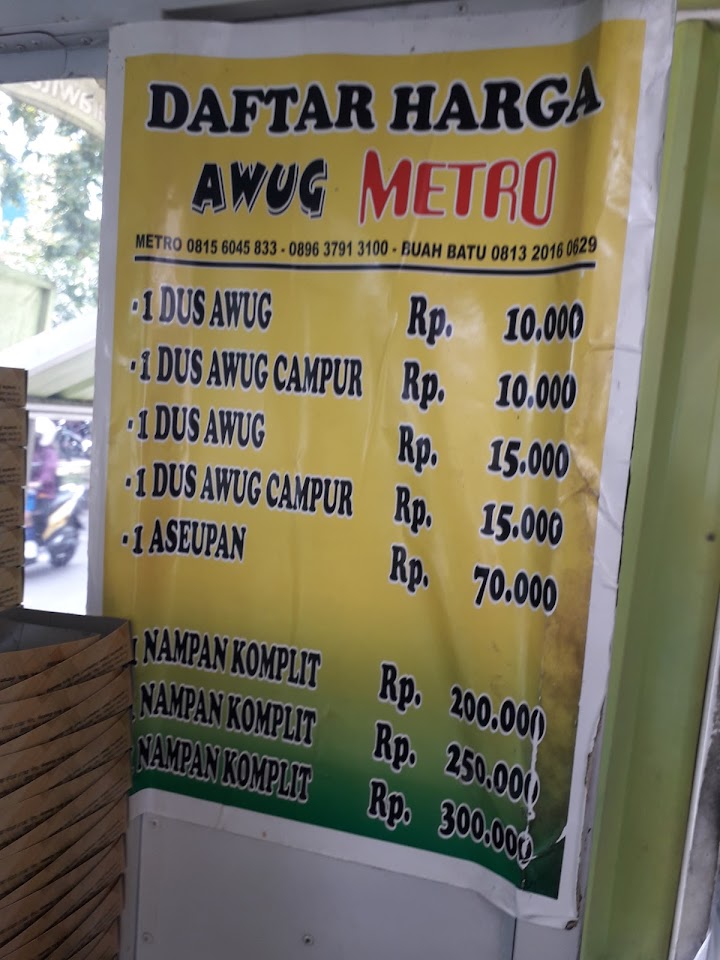 DAFTAR HARGA
AWUG METRO
METRO 0815 6045 833 - 0896 3791 3100 - BUAH BATU 0813 2016 0629
- 1 DUS AWUG Rp. 10.000
- 1 DUS AWUG CAMPUR Rp. 10.000
- 1 DUS AWUG Rp. 15.000
- 1 DUS AWUG CAMPUR Rp. 15.000
- 1 ASEUPAN Rp. 70.000
1 NAMPAN KOMPLIT Rp. 200.000
1 NAMPAN KOMPLIT Rp. 250.000
NAMPAN KOMPLIT Rp. 300.000